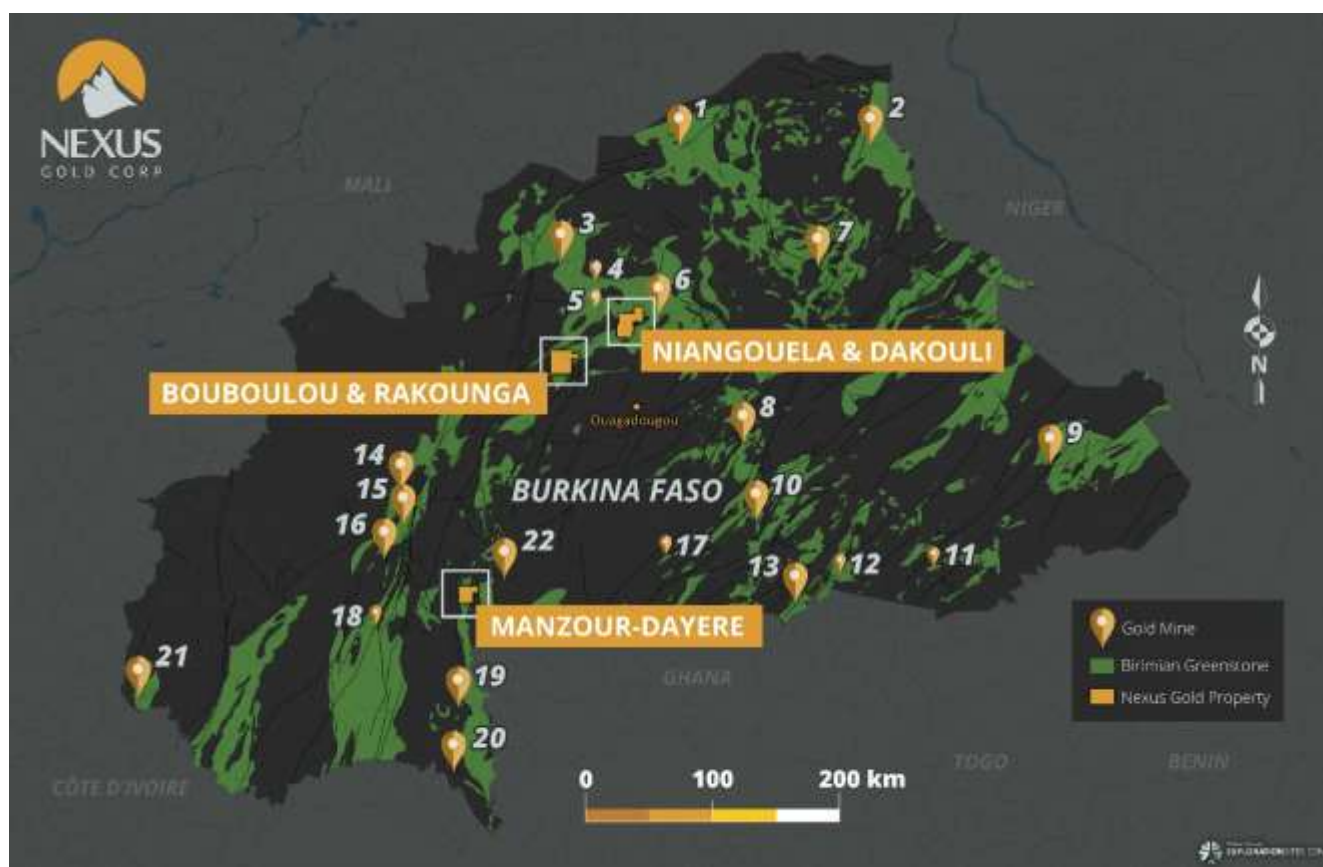 NEXUS
GOLD CORP
MALI
NIGER
1
2
3
4
5
6
7
N
NIANGOUELA & DAKOULI
BOUBOULOU & RAKOUNGA
Ouagadougou
8
9
14
15
BURKINA FASO
10
16
22
17
13
12
11
18
MANZOUR-DAYERE
Gold Mine
Birimian Greenstone
Nexus Gold Property
21
19
GHANA
20
TOGO
BENIN
CÔTE D'IVOIRE
0 100 200 km
EXPLORATIONSITES.COM